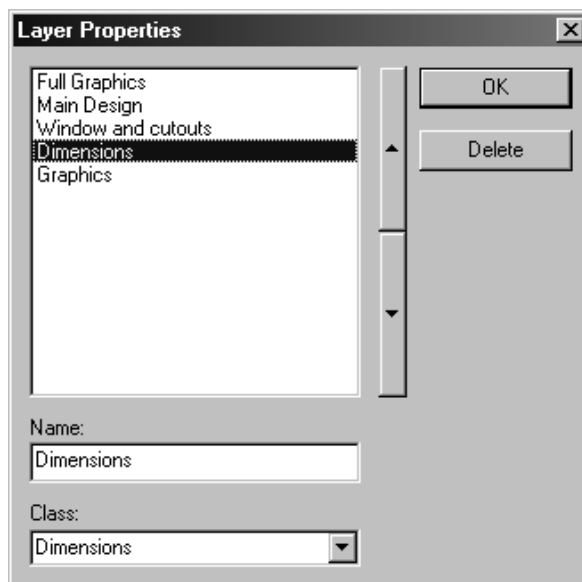 Layer Properties
Full Graphics
Main Design
Window and cutouts
Dimensions
Graphics
OK
Delete
Name:
Dimensions
Class:
Dimensions